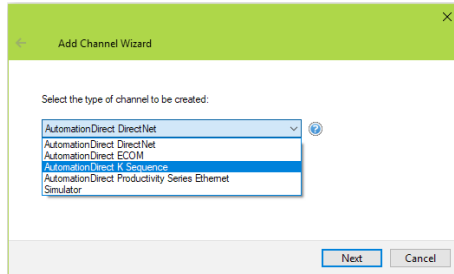 Add Channel Wizard
Select the type of channel to be created:
AutomationDirect DirectNet
AutomationDirect DirectNet
AutomationDirect ECOM
AutomationDirect K Sequence
AutomationDirect Productivity Series Ethernet
Simulator
Next Cancel